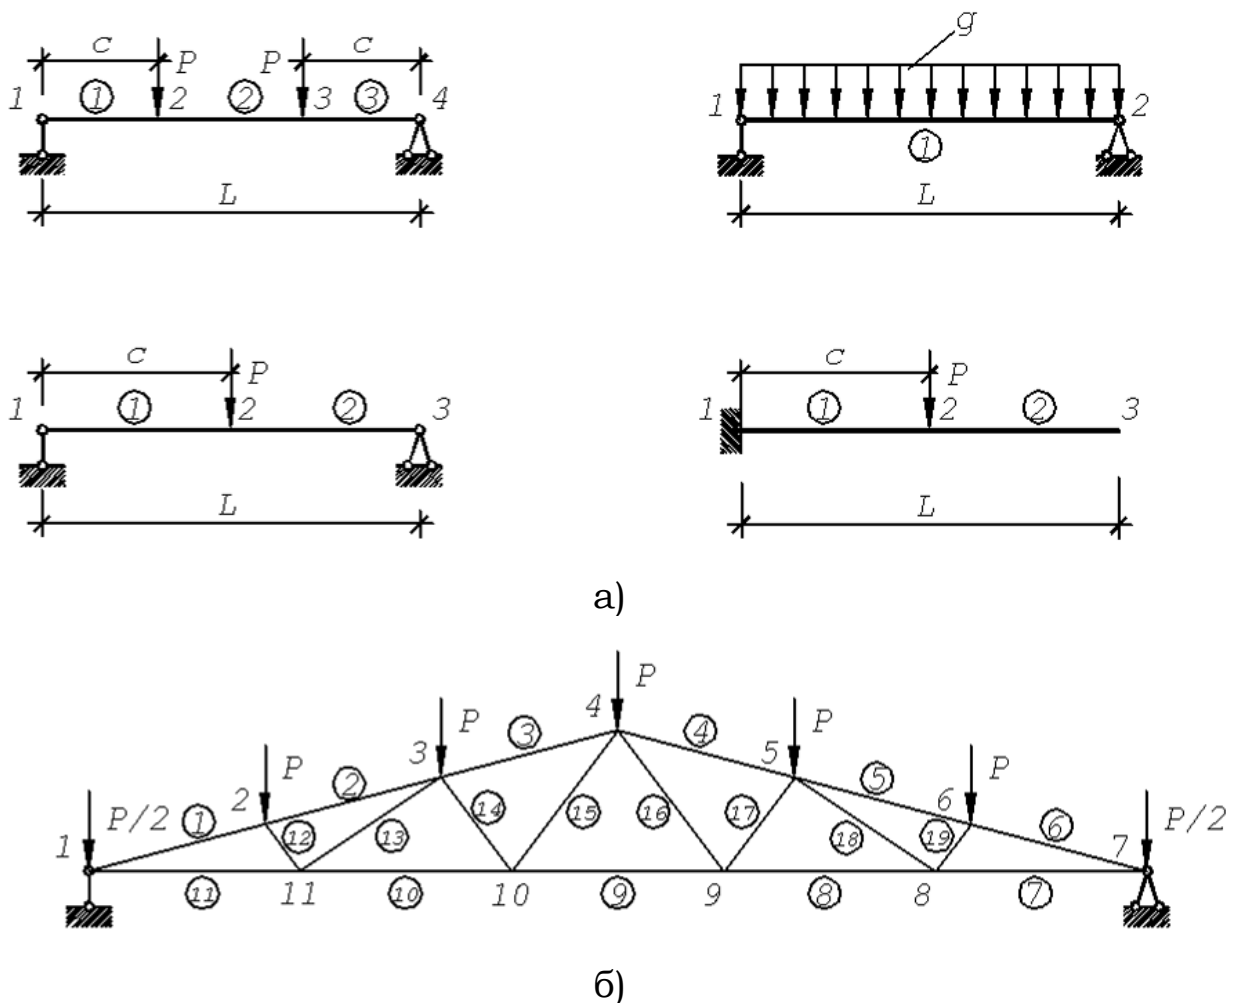 c P P c
1 1 2 2 3 3 4
L
g
1 2
1
L
c P
1 1 2 2 3
L
c P
1 1 2 2 3
L
а)
P
4
P 3 4 P
3 5
P 2 5 P
P/2 1 2 12 13 14 15 16 17 18 19 6 6 P/2
1 7
11 11 10 10 9 9 8 8 7
б)